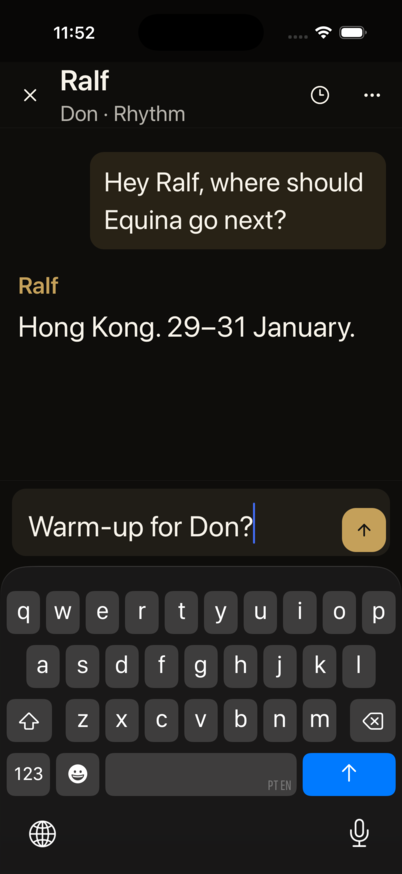 11:52
Ralf
Don · Rhythm
Hey Ralf, where should
Equina go next?
Ralf
Hong Kong. 29–31 January.
Warm-up for Don?
q w e r t y u i o p
a s d f g h j k l
z x c v b n m
123
PT EN